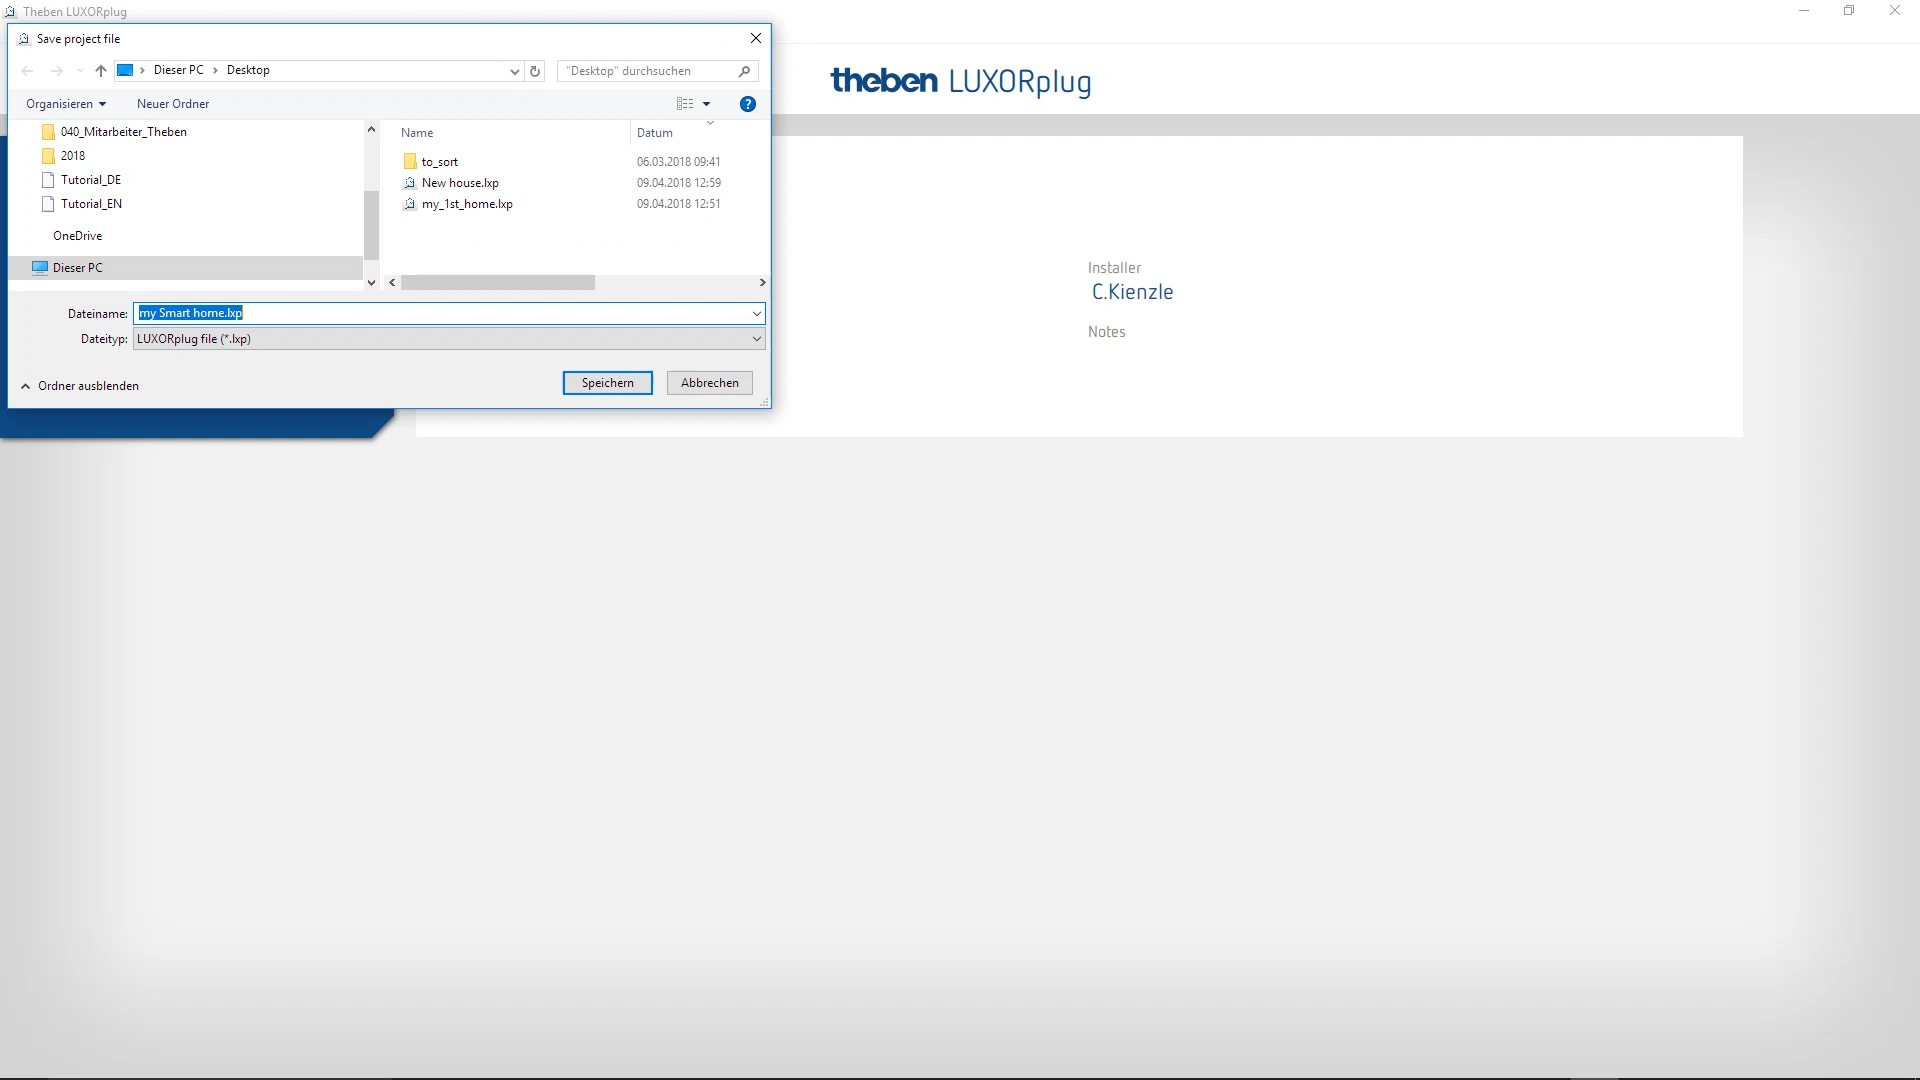 Theben LUXORplug
Save project file
Dieser PC > Desktop
"Desktop" durchsuchen
theben LUXORplug
Organisieren
Neuer Ordner
?
040_Mitarbeiter_Theben
2018
Tutorial_DE
Tutorial_EN
OneDrive
Dieser PC
Name
Datum
to_sort
06.03.2018 09:41
New house.lxp
09.04.2018 12:59
my_1st_home.lxp
09.04.2018 12:51
Installer
C.Kienzle
Notes
Dateiname:
my Smart home.lxp
Dateityp:
LUXORplug file (*.lxp)
Ordner ausblenden
Speichern
Abbrechen